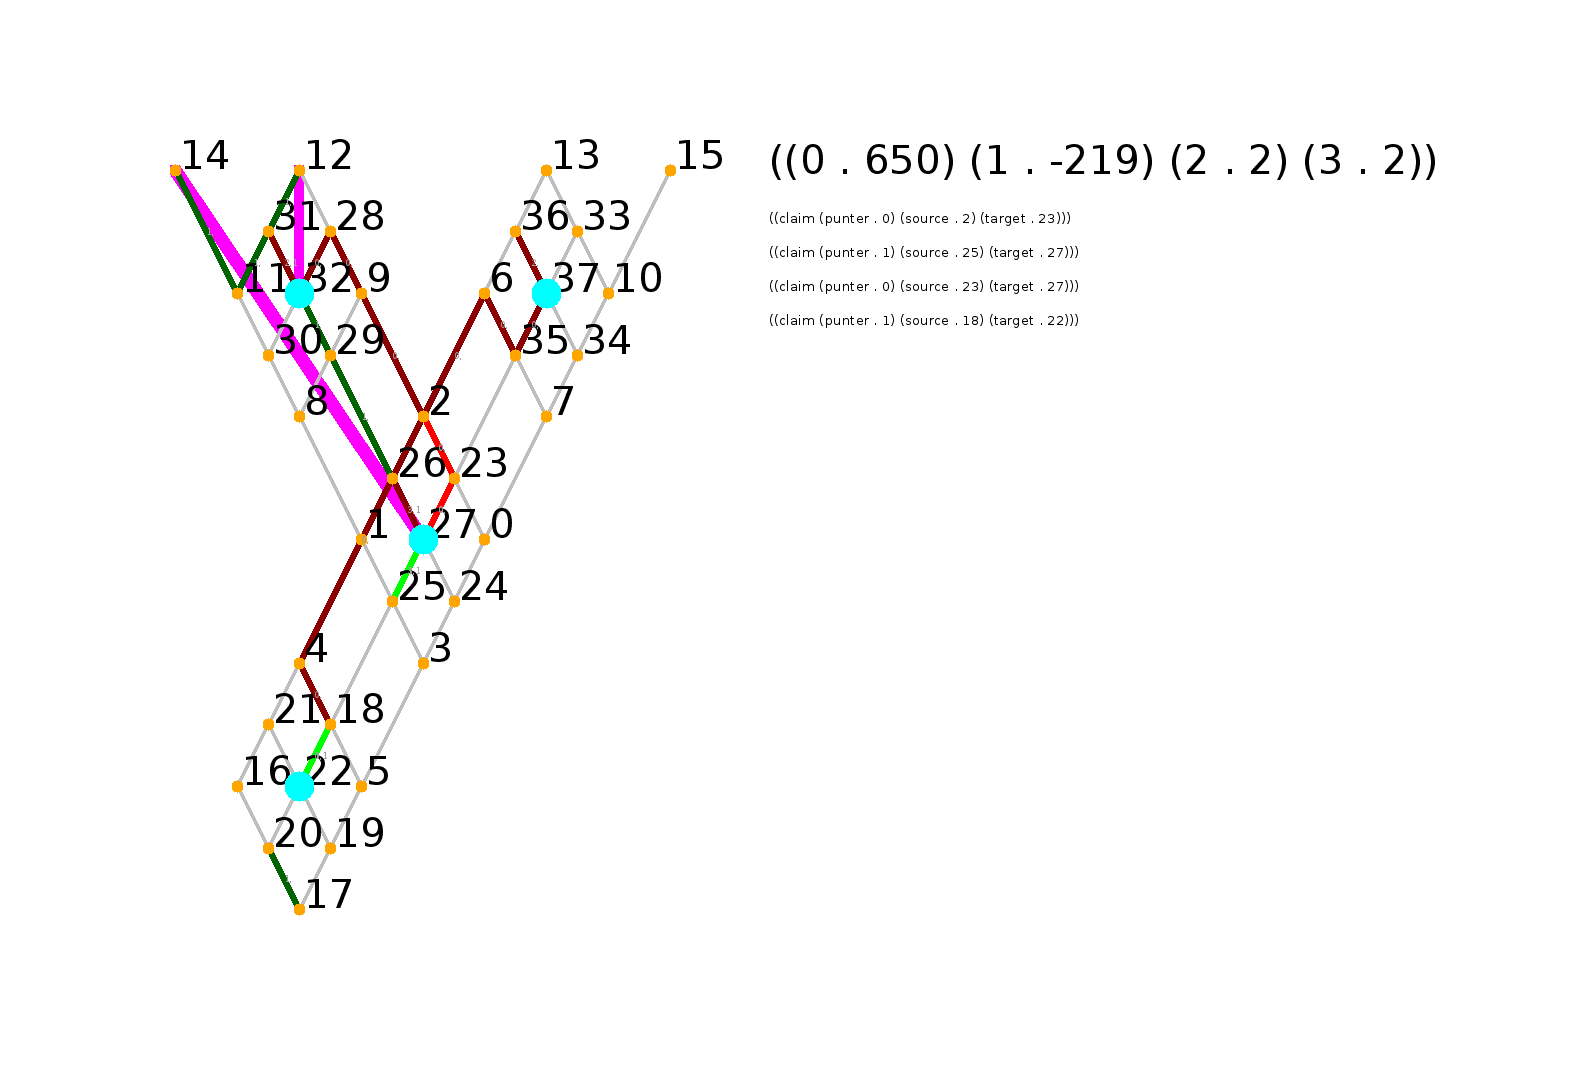 14 12 13 15
((0 . 650) (1 . -219) (2 . 2) (3 . 2))
31 28 36 33
((claim (punter . 0) (source . 2) (target . 23)))
((claim (punter . 1) (source . 25) (target . 27)))
11 32 9 6 37 10
((claim (punter . 0) (source . 23) (target . 27)))
((claim (punter . 1) (source . 18) (target . 22)))
30 29 35 34
8 2 7
26 23
1 27 0
25 24
4 3
21 18
16 22 5
20 19
17